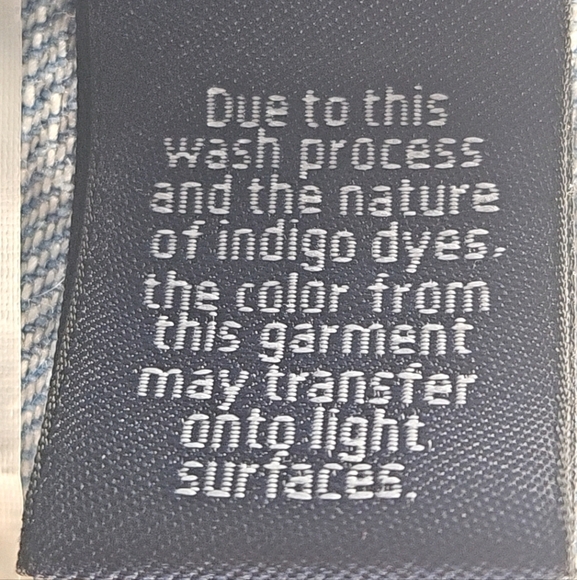 Due to this
wash process
and the nature
of indigo dyes,
the color from
this garment
may transfer
onto light
surfaces.